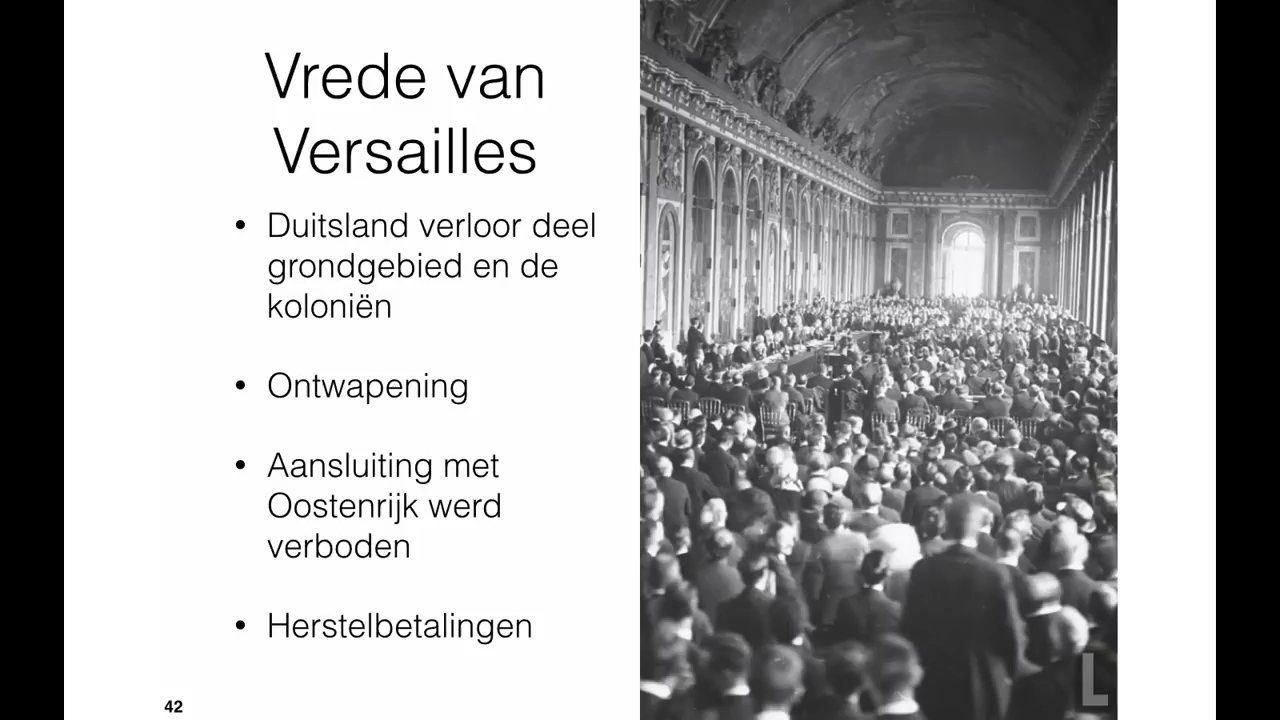 Vrede van
Versailles
• Duitsland verloor deel
grondgebied en de
koloniën
• Ontwapening
• Aansluiting met
Oostenrijk werd
verboden
• Herstelbetalingen
42
L